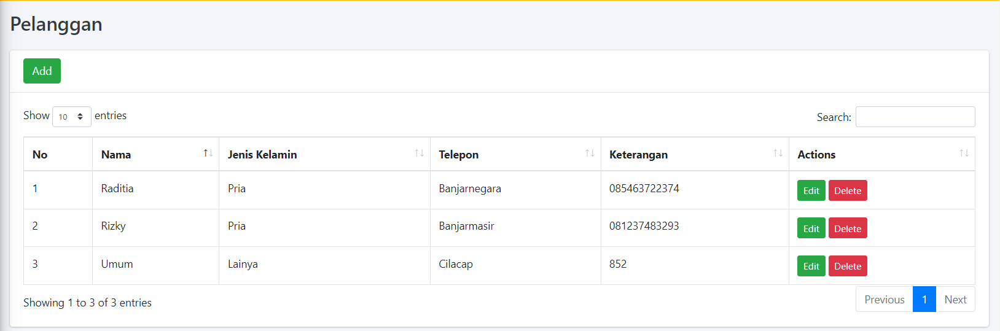 Pelanggan
Add
Show 10 entries
Search:
No Nama Jenis Kelamin Telepon Keterangan Actions
1 Raditia Pria Banjarnegara 085463722374 Edit Delete
2 Rizky Pria Banjarmasir 081237483293 Edit Delete
3 Umum Lainya Cilacap 852 Edit Delete
Showing 1 to 3 of 3 entries
Previous 1 Next